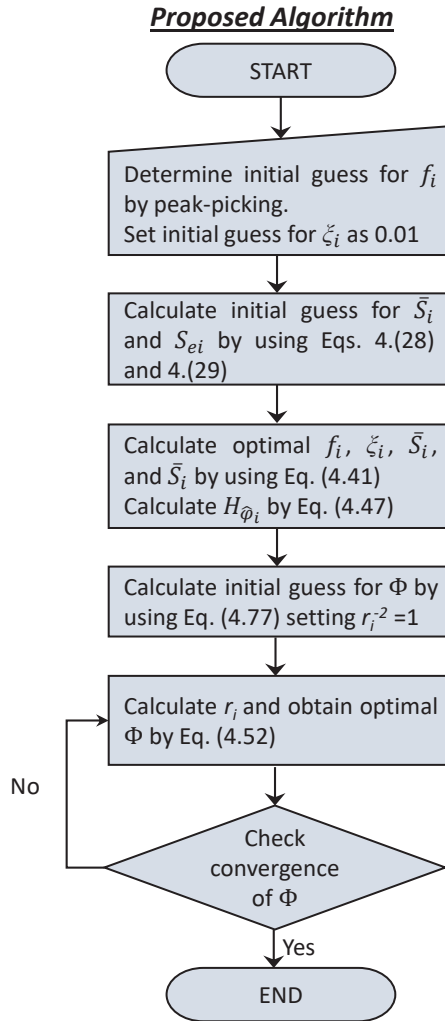 Proposed Algorithm
START
Determine initial guess for f_i
by peak-picking.
Set initial guess for ξ_i as 0.01
Calculate initial guess for S̄_i
and S_ei by using Eqs. 4.(28)
and 4.(29)
Calculate optimal f_i, ξ_i, S̄_i,
and S̄_i by using Eq. (4.41)
Calculate H_φ̂_i by Eq. (4.47)
Calculate initial guess for Φ by
using Eq. (4.77) setting r_i^-2 =1
Calculate r_i and obtain optimal
Φ by Eq. (4.52)
No
Check
convergence
of Φ
Yes
END